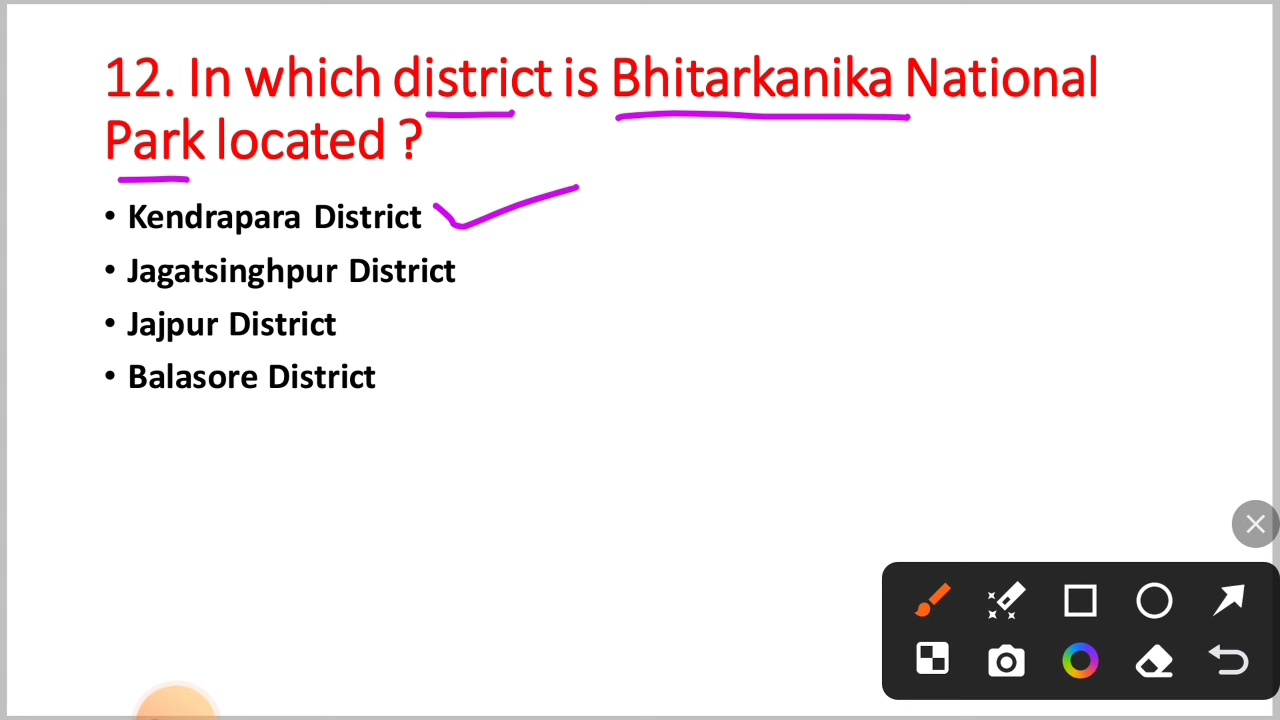 12. In which district is Bhitarkanika National
Park located ?
• Kendrapara District
• Jagatsinghpur District
• Jajpur District
• Balasore District